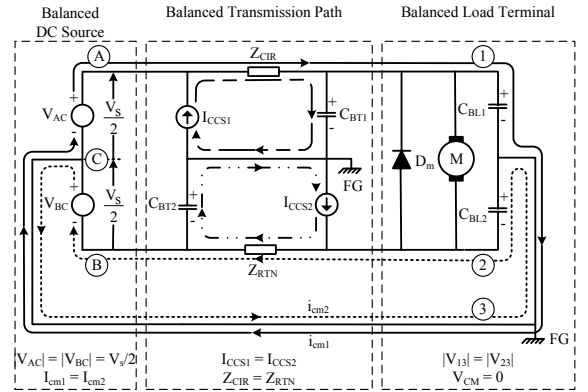 Balanced
DC Source
Balanced Transmission Path
Balanced Load Terminal
A
Z_CIR
1
+
V_AC
-
V_S
2
I_CCS1
+
C_BT1
-
+
C_BL1
-
D_m
M
C
FG
+
V_BC
-
V_S
2
+
C_BT2
-
I_CCS2
+
C_BL2
-
B
Z_RTN
2
i_cm2
3
i_cm1
FG
|V_AC| = |V_BC| = V_s/2
I_cm1 = I_cm2
I_CCS1 = I_CCS2
Z_CIR = Z_RTN
|V_13| = |V_23|
V_CM = 0